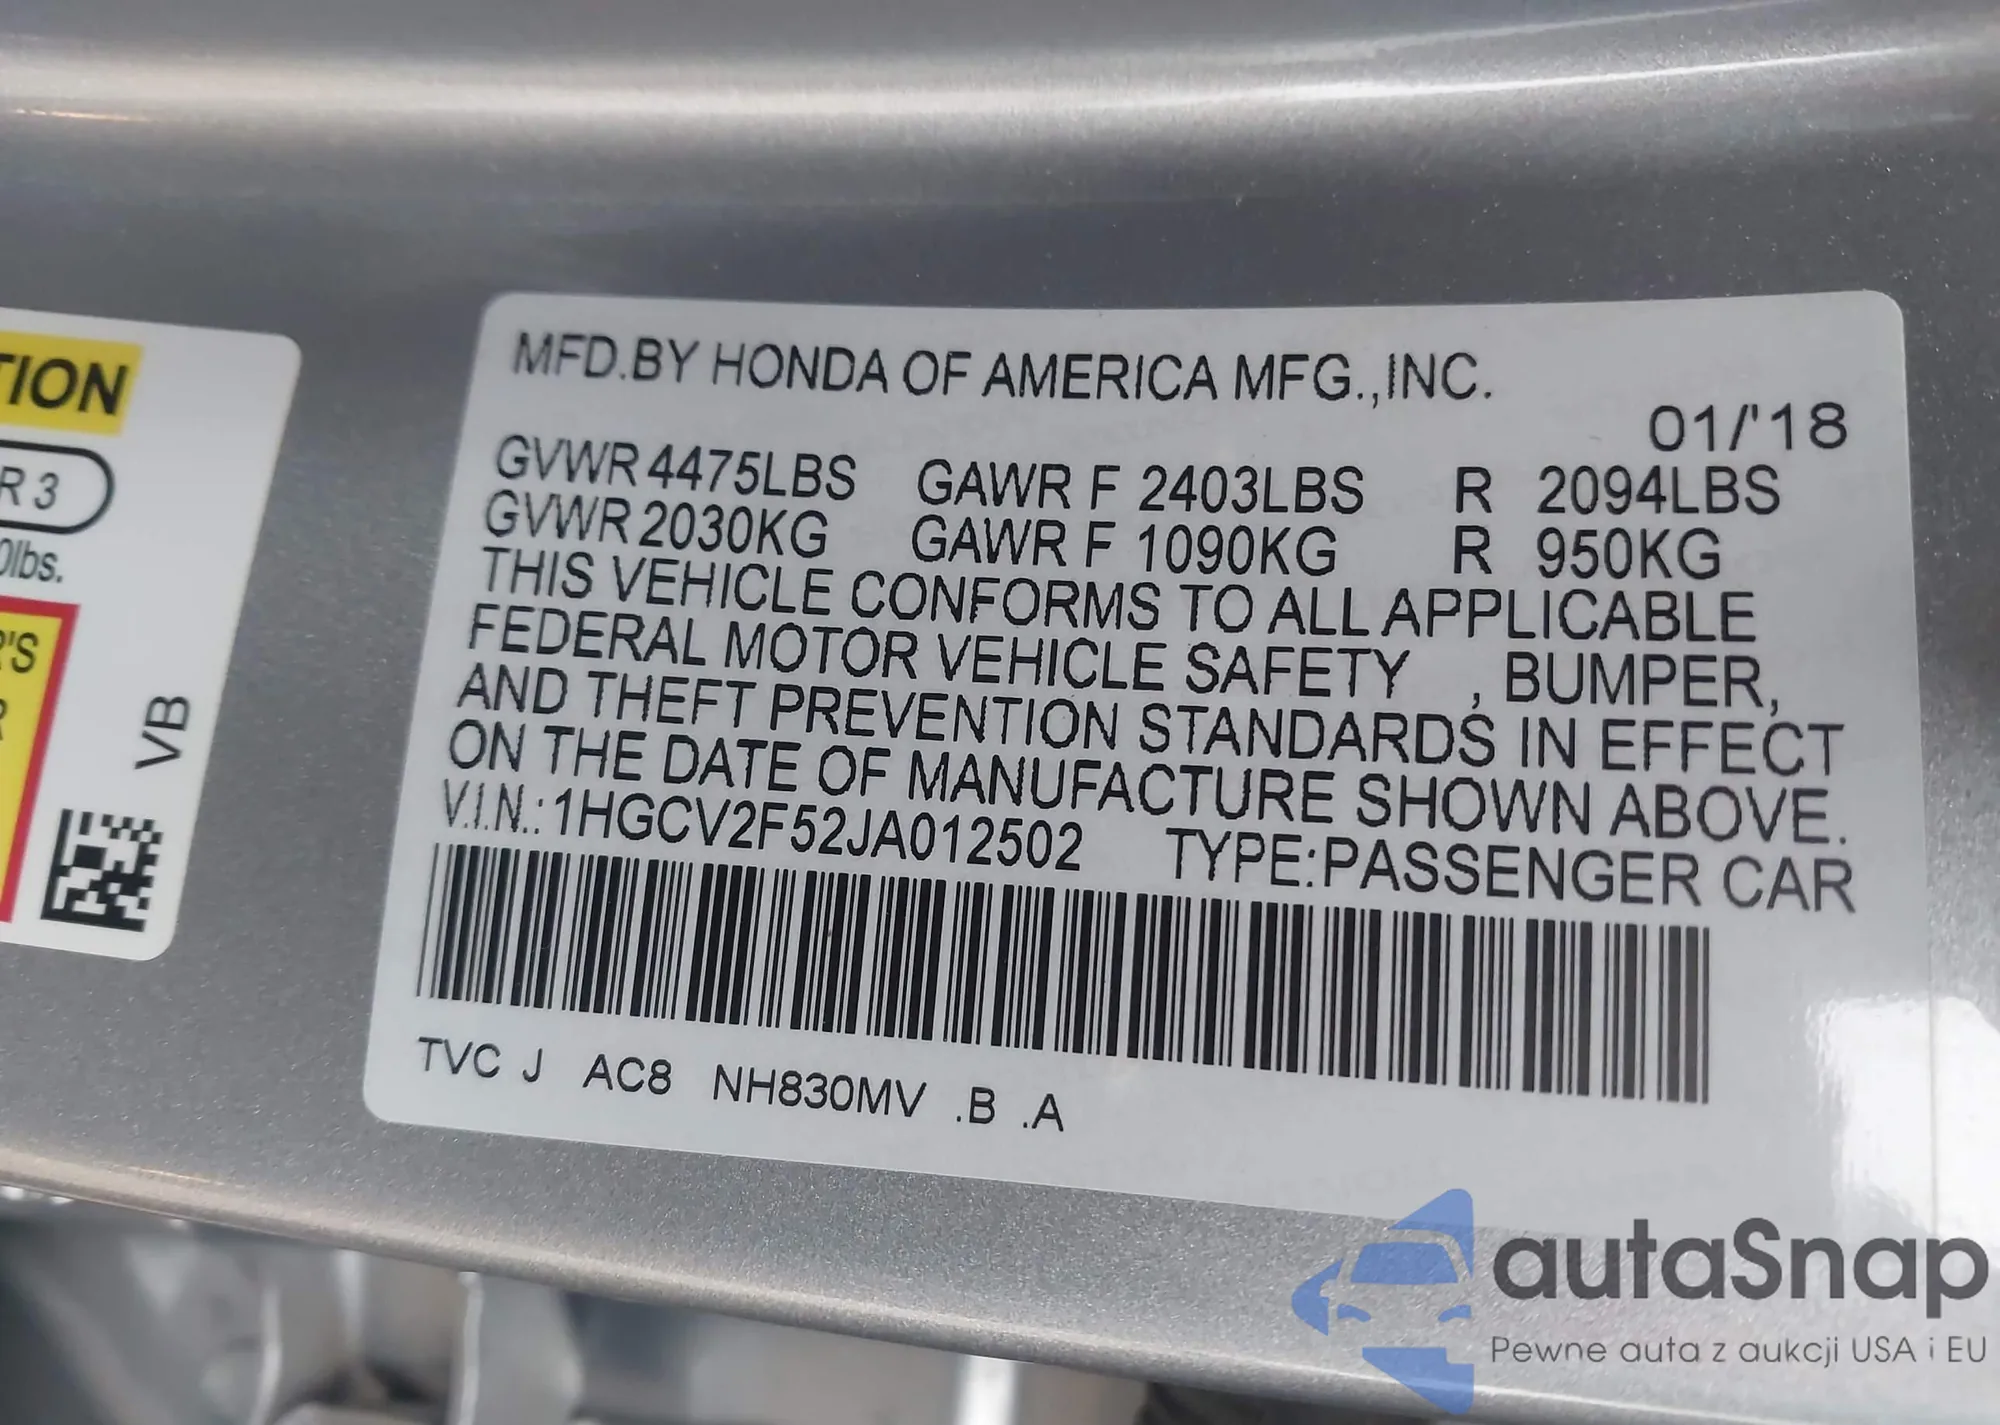 TION
R 3
0lbs.
R'S
R
VB
MFD.BY HONDA OF AMERICA MFG.,INC.
01/'18
GVWR 4475LBS GAWR F 2403LBS R 2094LBS
GVWR 2030KG GAWR F 1090KG R 950KG
THIS VEHICLE CONFORMS TO ALL APPLICABLE
FEDERAL MOTOR VEHICLE SAFETY , BUMPER,
AND THEFT PREVENTION STANDARDS IN EFFECT
ON THE DATE OF MANUFACTURE SHOWN ABOVE.
V.I.N.: 1HGCV2F52JA012502 TYPE:PASSENGER CAR
TVC J AC8 NH830MV .B .A
autaSnap
Pewne auta z aukcji USA i EU